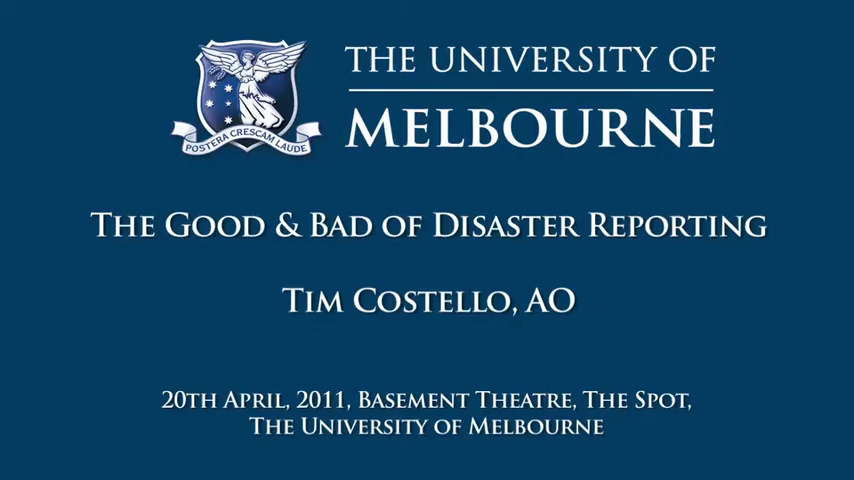 THE UNIVERSITY OF
MELBOURNE
POSTERA CRESCAM LAUDE
THE GOOD & BAD OF DISASTER REPORTING
TIM COSTELLO, AO
20TH APRIL, 2011, BASEMENT THEATRE, THE SPOT,
THE UNIVERSITY OF MELBOURNE